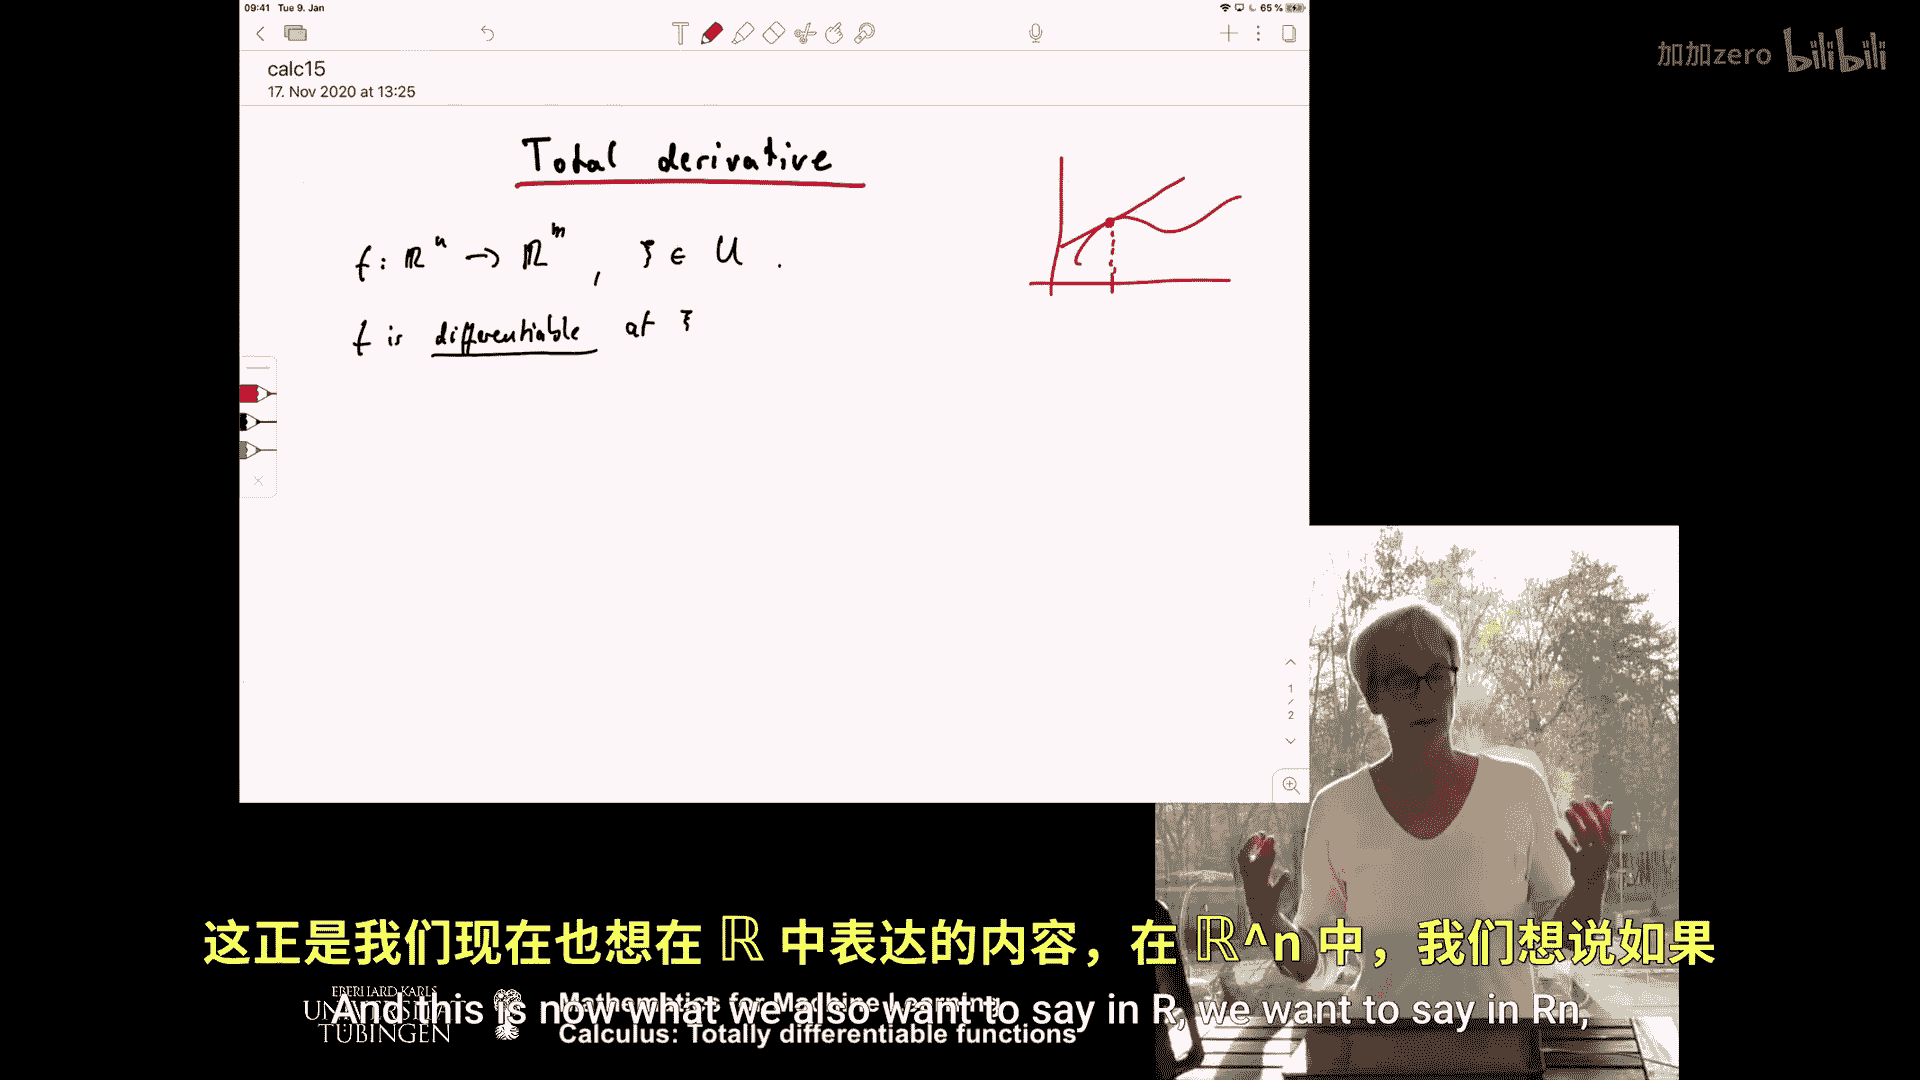 09:41 Tue 9. Jan
65 %
加加zero bilibili
calc15
17. Nov 2020 at 13:25
Total derivative
f: ℝⁿ → ℝᵐ, ξ ∈ U.
f is differentiable at ξ
1
/
2
这正是我们现在也想在 ℝ 中表达的内容，在 ℝ^n 中，我们想说如果
And this is now what we also want to say in R, we want to say in Rn,
EBERHARD KARLS
UNIVERSITÄT
TÜBINGEN
Mathematics for Machine Learning
Calculus: Totally differentiable functions